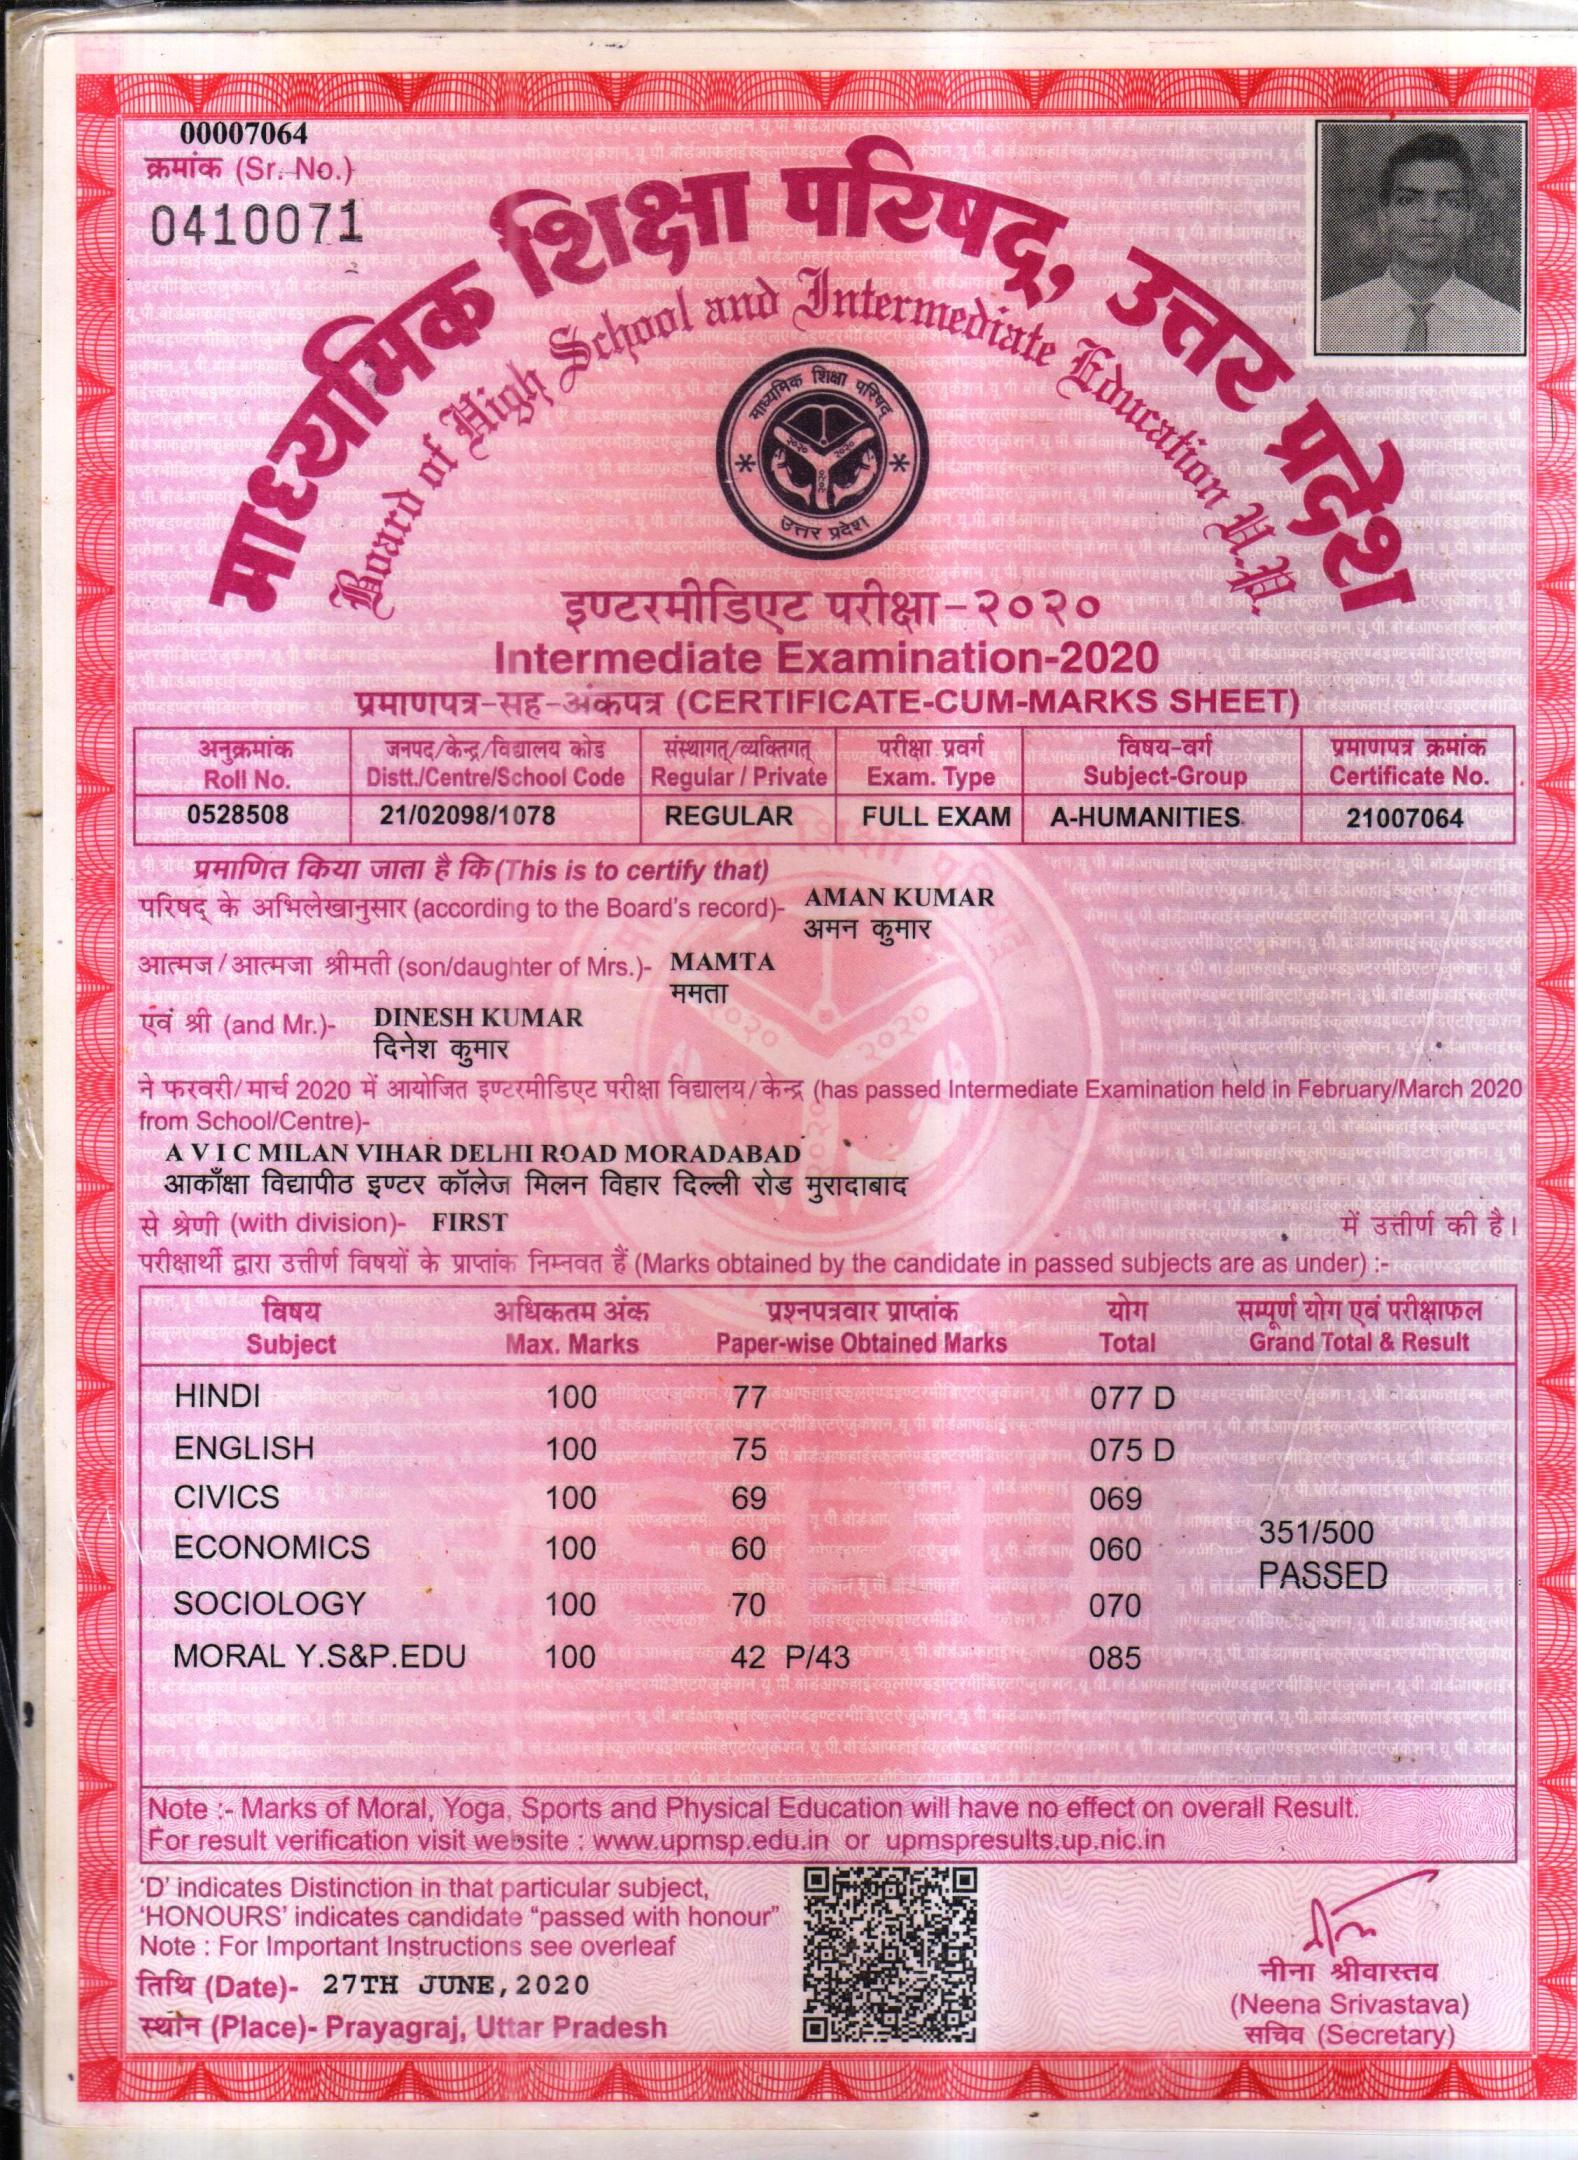 00007064
क्रमांक (Sr. No.)
0410071
माध्यमिक शिक्षा परिषद्, उत्तर प्रदेश
Board of High School and Intermediate Education U.P.
माध्यमिक शिक्षा परिषद्
उत्तर प्रदेश
इण्टरमीडिएट परीक्षा-२०२०
Intermediate Examination-2020
प्रमाणपत्र-सह-अंकपत्र (CERTIFICATE-CUM-MARKS SHEET)
अनुक्रमांक जनपद/केन्द्र/विद्यालय कोड संस्थागत्/व्यक्तिगत् परीक्षा प्रवर्ग विषय-वर्ग प्रमाणपत्र क्रमांक
Roll No. Distt./Centre/School Code Regular / Private Exam. Type Subject-Group Certificate No.
0528508 21/02098/1078 REGULAR FULL EXAM A-HUMANITIES 21007064
प्रमाणित किया जाता है कि (This is to certify that)
परिषद् के अभिलेखानुसार (according to the Board's record)- AMAN KUMAR
अमन कुमार
आत्मज/आत्मजा श्रीमती (son/daughter of Mrs.)- MAMTA
ममता
एवं श्री (and Mr.)- DINESH KUMAR
दिनेश कुमार
ने फरवरी/मार्च 2020 में आयोजित इण्टरमीडिएट परीक्षा विद्यालय/केन्द्र (has passed Intermediate Examination held in February/March 2020
from School/Centre)-
A V I C MILAN VIHAR DELHI ROAD MORADABAD
आकाँक्षा विद्यापीठ इण्टर कॉलेज मिलन विहार दिल्ली रोड मुरादाबाद
से श्रेणी (with division)- FIRST में उत्तीर्ण की है।
परीक्षार्थी द्वारा उत्तीर्ण विषयों के प्राप्तांक निम्नवत हैं (Marks obtained by the candidate in passed subjects are as under) :-
विषय अधिकतम अंक प्रश्नपत्रवार प्राप्तांक योग सम्पूर्ण योग एवं परीक्षाफल
Subject Max. Marks Paper-wise Obtained Marks Total Grand Total & Result
HINDI 100 77 077 D
ENGLISH 100 75 075 D
CIVICS 100 69 069
351/500
ECONOMICS 100 60 060
PASSED
SOCIOLOGY 100 70 070
MORAL Y.S&P.EDU 100 42 P/43 085
Note :- Marks of Moral, Yoga, Sports and Physical Education will have no effect on overall Result.
For result verification visit website : www.upmsp.edu.in or upmspresults.up.nic.in
'D' indicates Distinction in that particular subject,
'HONOURS' indicates candidate "passed with honour"
Note : For Important Instructions see overleaf
तिथि (Date)- 27TH JUNE,2020
स्थान (Place)- Prayagraj, Uttar Pradesh
नीना श्रीवास्तव
(Neena Srivastava)
सचिव (Secretary)